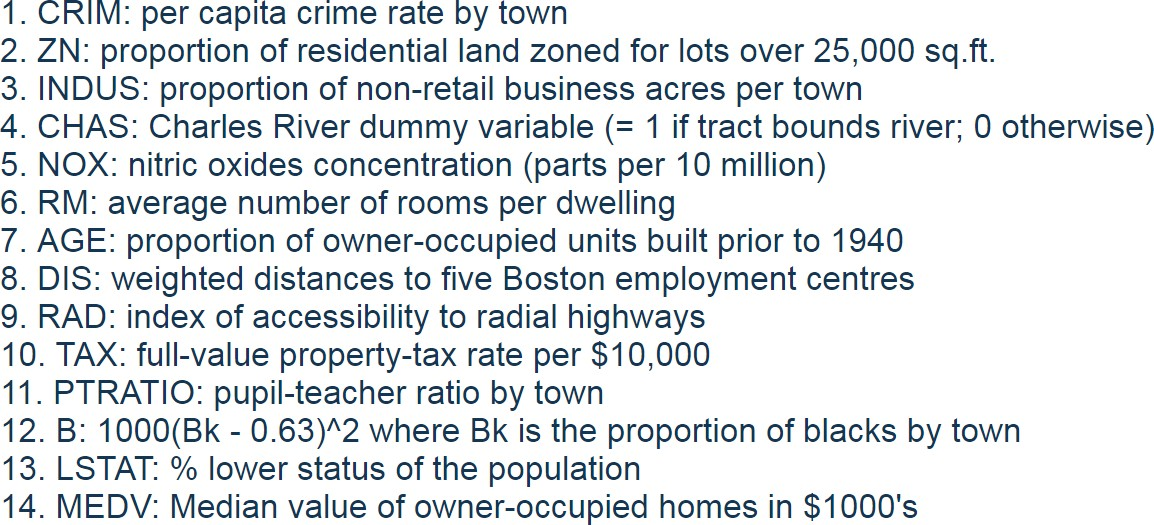 1. CRIM: per capita crime rate by town
2. ZN: proportion of residential land zoned for lots over 25,000 sq.ft.
3. INDUS: proportion of non-retail business acres per town
4. CHAS: Charles River dummy variable (= 1 if tract bounds river; 0 otherwise)
5. NOX: nitric oxides concentration (parts per 10 million)
6. RM: average number of rooms per dwelling
7. AGE: proportion of owner-occupied units built prior to 1940
8. DIS: weighted distances to five Boston employment centres
9. RAD: index of accessibility to radial highways
10. TAX: full-value property-tax rate per $10,000
11. PTRATIO: pupil-teacher ratio by town
12. B: 1000(Bk - 0.63)^2 where Bk is the proportion of blacks by town
13. LSTAT: % lower status of the population
14. MEDV: Median value of owner-occupied homes in $1000's